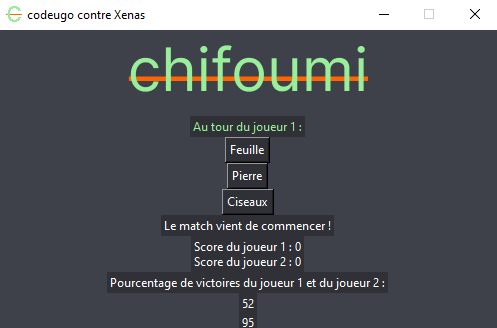 codeugo contre Xenas
chifoumi
Au tour du joueur 1 :
Feuille
Pierre
Ciseaux
Le match vient de commencer !
Score du joueur 1 : 0
Score du joueur 2 : 0
Pourcentage de victoires du joueur 1 et du joueur 2 :
52
95